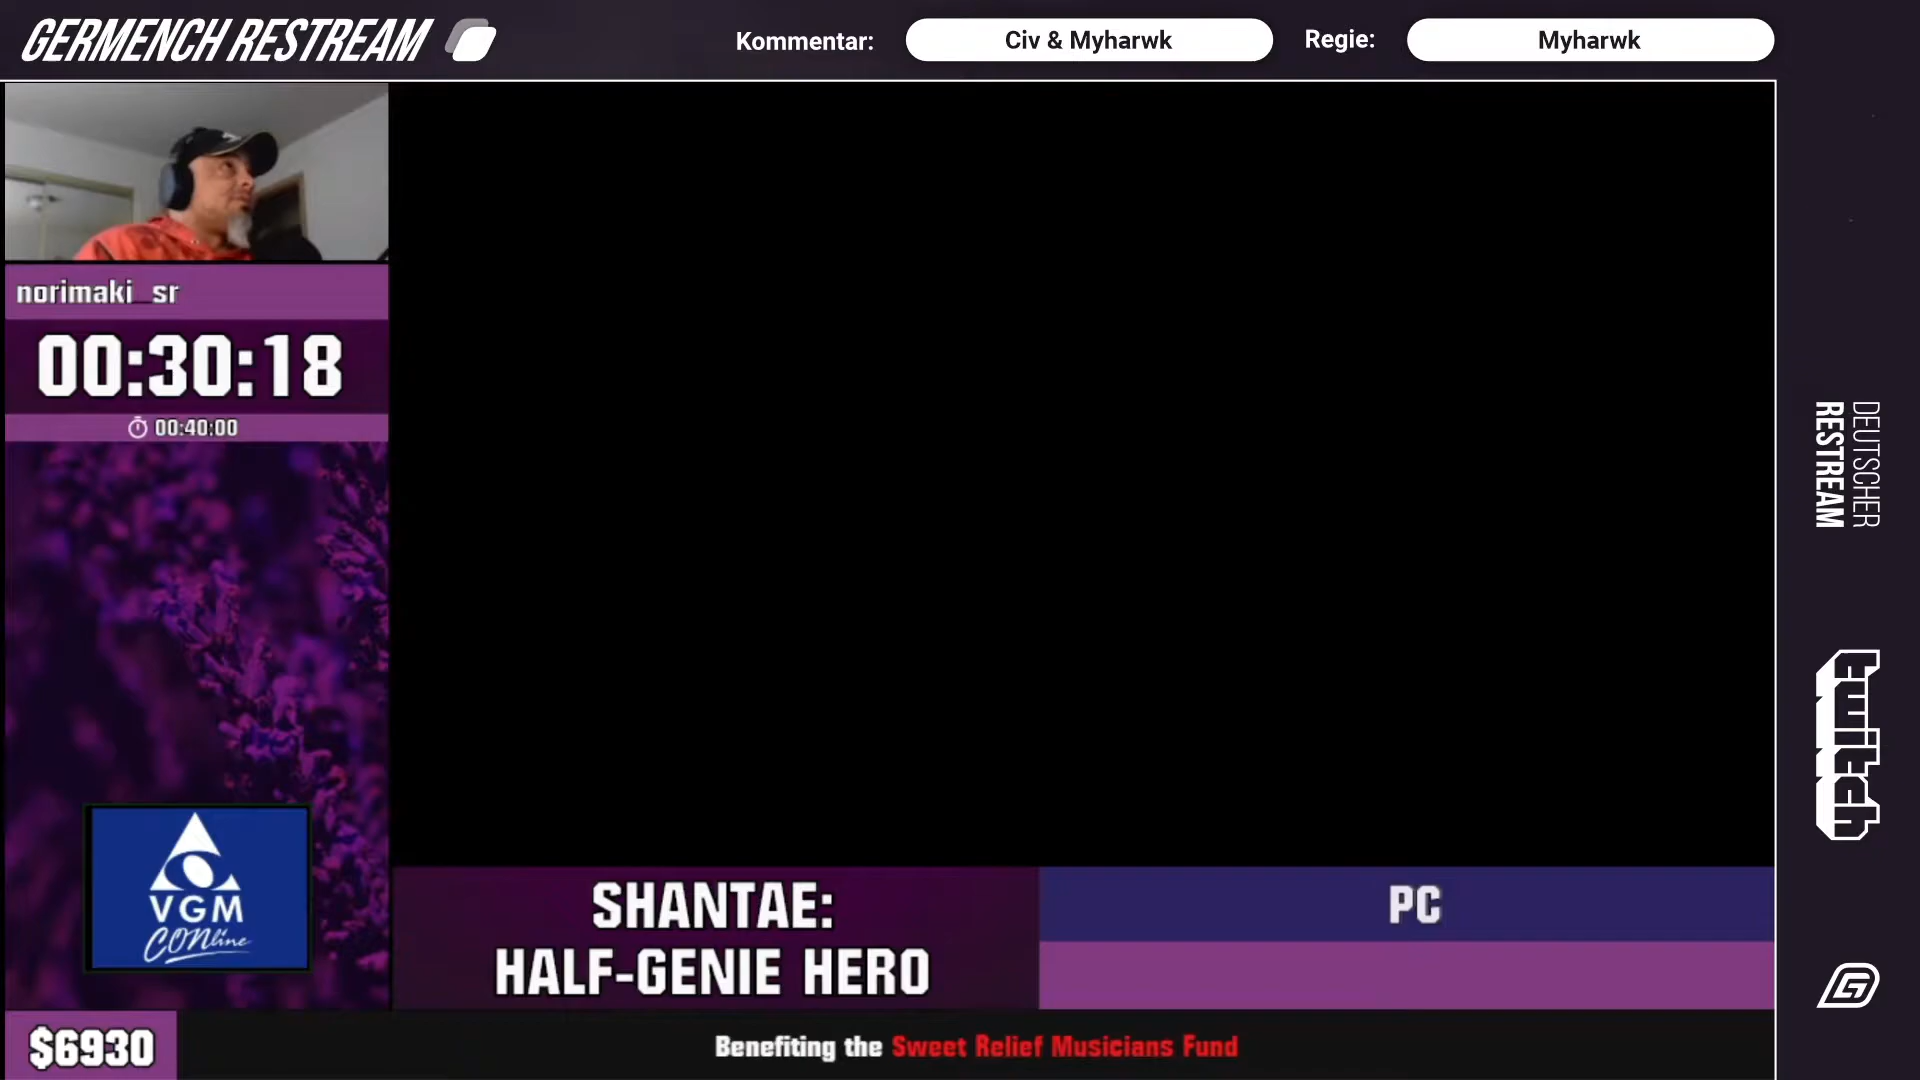 GERMENCH RESTREAM
Kommentar:
Civ & Myharwk
Regie:
Myharwk
norimaki_sr
00:30:18
00:40:00
VGM
CONline
SHANTAE:
HALF-GENIE HERO
PC
$6930
Benefiting the Sweet Relief Musicians Fund
DEUTSCHER
RESTREAM
twitch
G